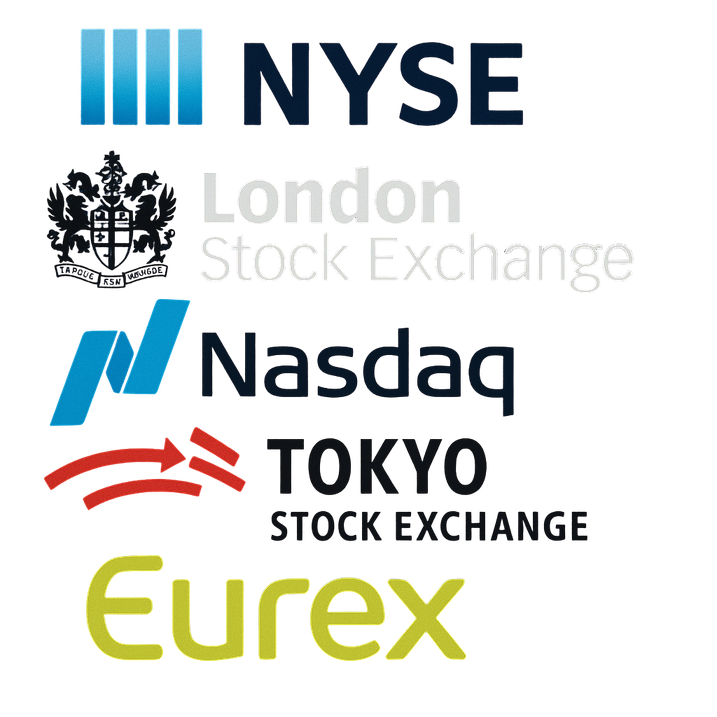 NYSE
London
Stock Exchange
Nasdaq
TOKYO
STOCK EXCHANGE
Eurex